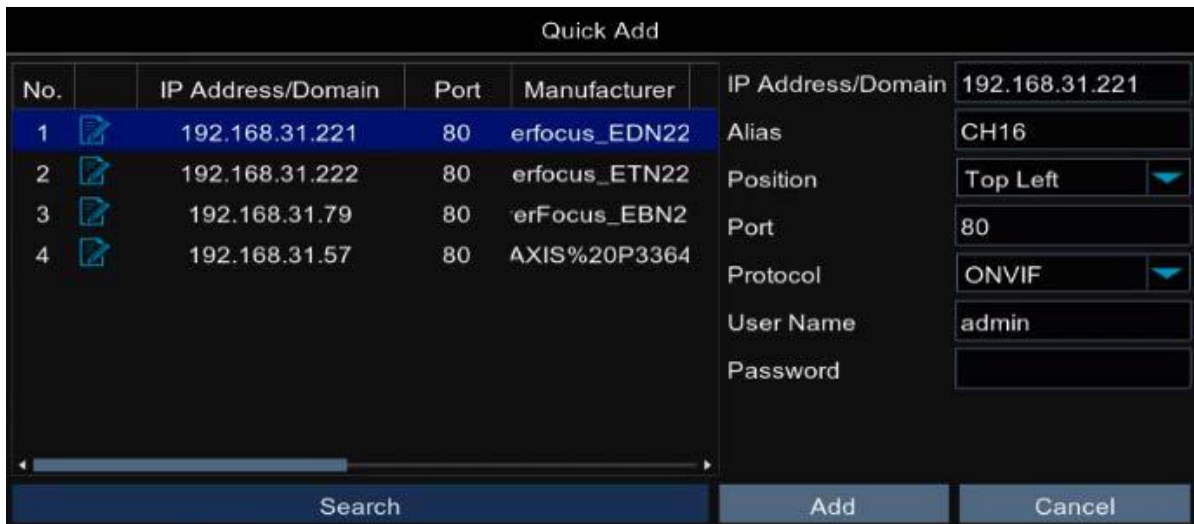 Quick Add
No. IP Address/Domain Port Manufacturer
1 192.168.31.221 80 erfocus_EDN22
2 192.168.31.222 80 erfocus_ETN22
3 192.168.31.79 80 erFocus_EBN2
4 192.168.31.57 80 AXIS%20P3364
IP Address/Domain 192.168.31.221
Alias CH16
Position Top Left
Port 80
Protocol ONVIF
User Name admin
Password
Search Add Cancel